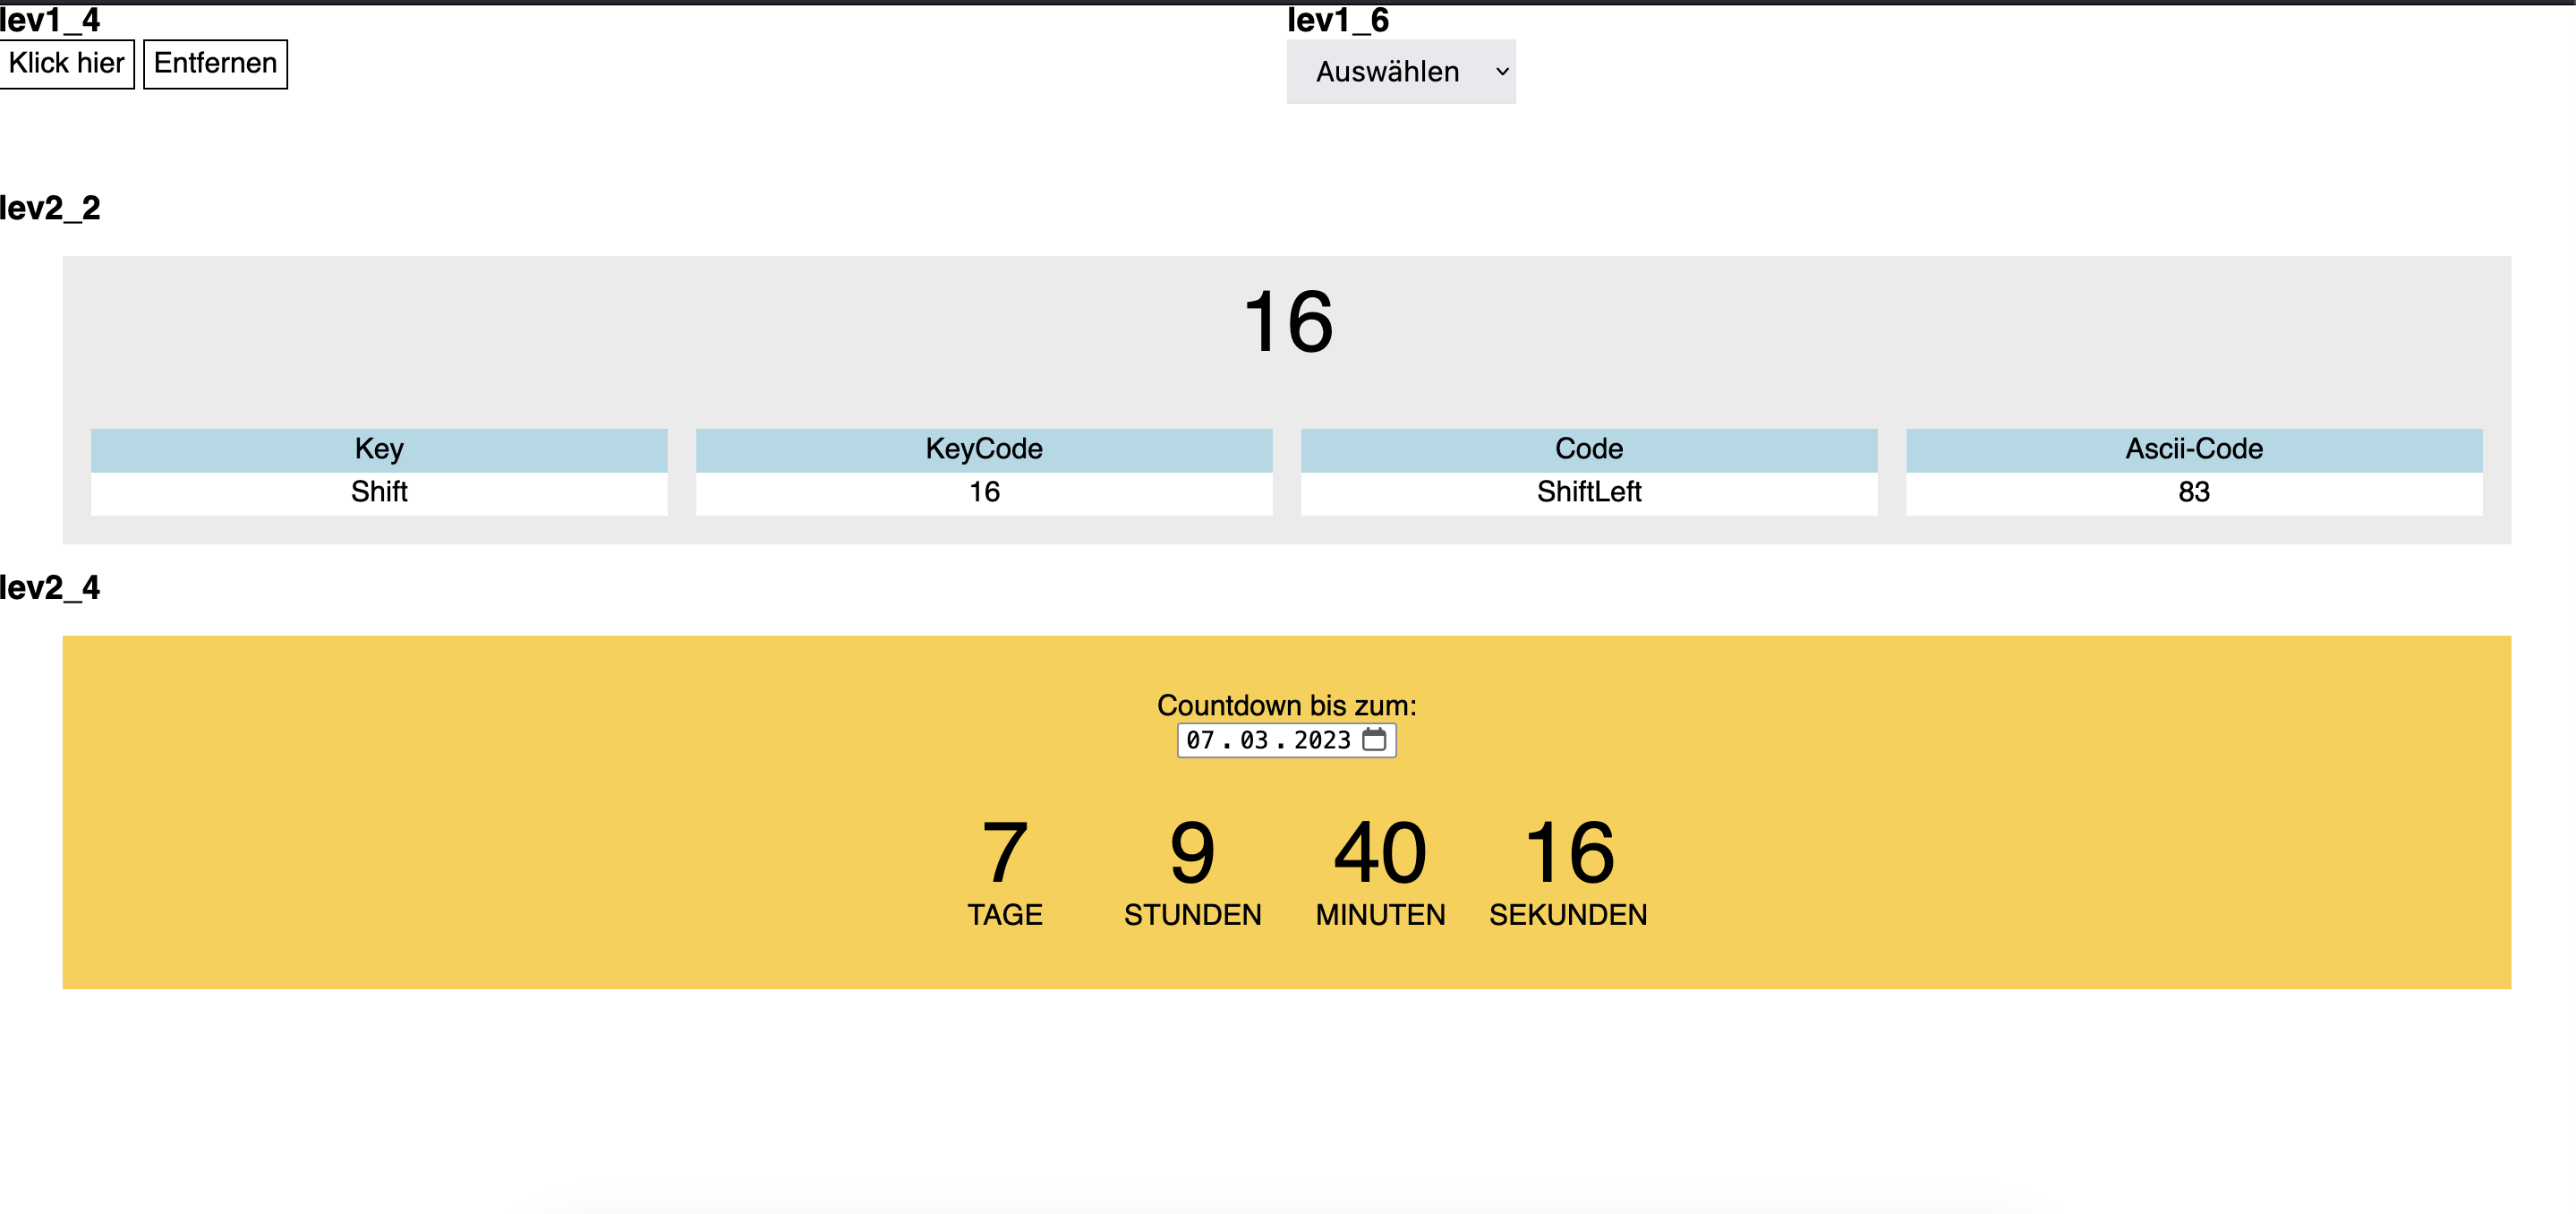 lev1_4
Klick hier Entfernen
lev1_6
Auswählen
lev2_2
16
Key KeyCode Code Ascii-Code
Shift 16 ShiftLeft 83
lev2_4
Countdown bis zum:
07.03.2023
7 9 40 16
TAGE STUNDEN MINUTEN SEKUNDEN